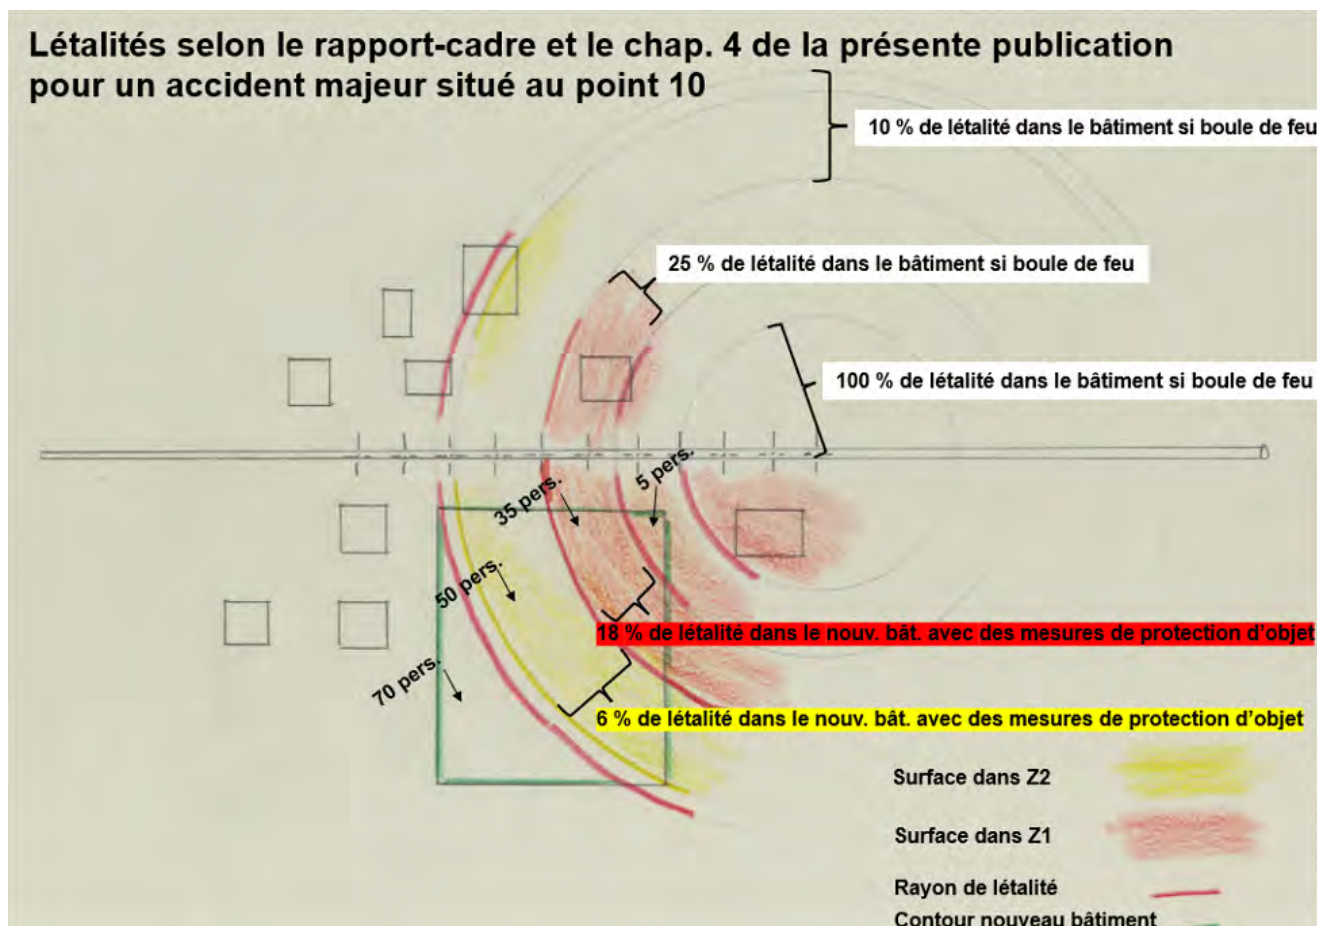 Létalités selon le rapport-cadre et le chap. 4 de la présente publication
pour un accident majeur situé au point 10
10 % de létalité dans le bâtiment si boule de feu
25 % de létalité dans le bâtiment si boule de feu
100 % de létalité dans le bâtiment si boule de feu
5 pers.
35 pers.
50 pers.
18 % de létalité dans le nouv. bât. avec des mesures de protection d'objet
70 pers.
6 % de létalité dans le nouv. bât. avec des mesures de protection d'objet
Surface dans Z2
Surface dans Z1
Rayon de létalité
Contour nouveau bâtiment